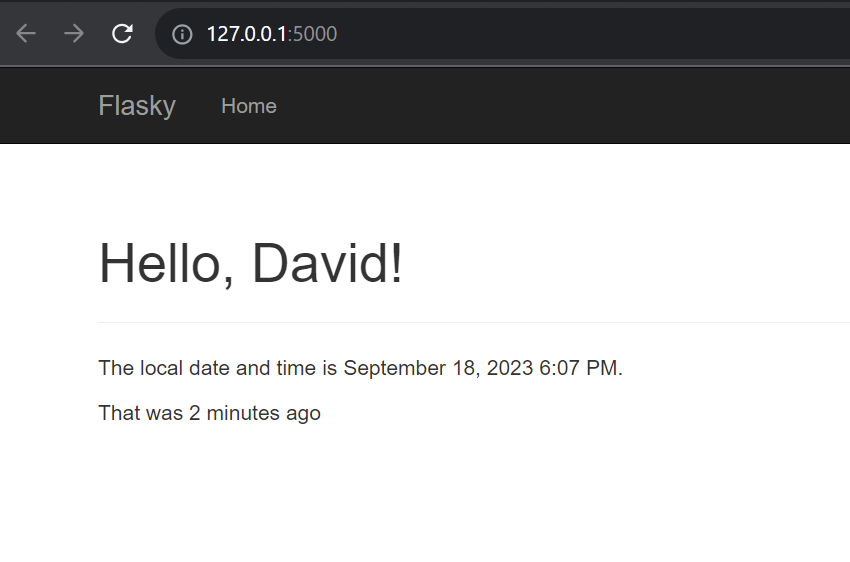 127.0.0.1:5000
Flasky Home
Hello, David!
The local date and time is September 18, 2023 6:07 PM.
That was 2 minutes ago